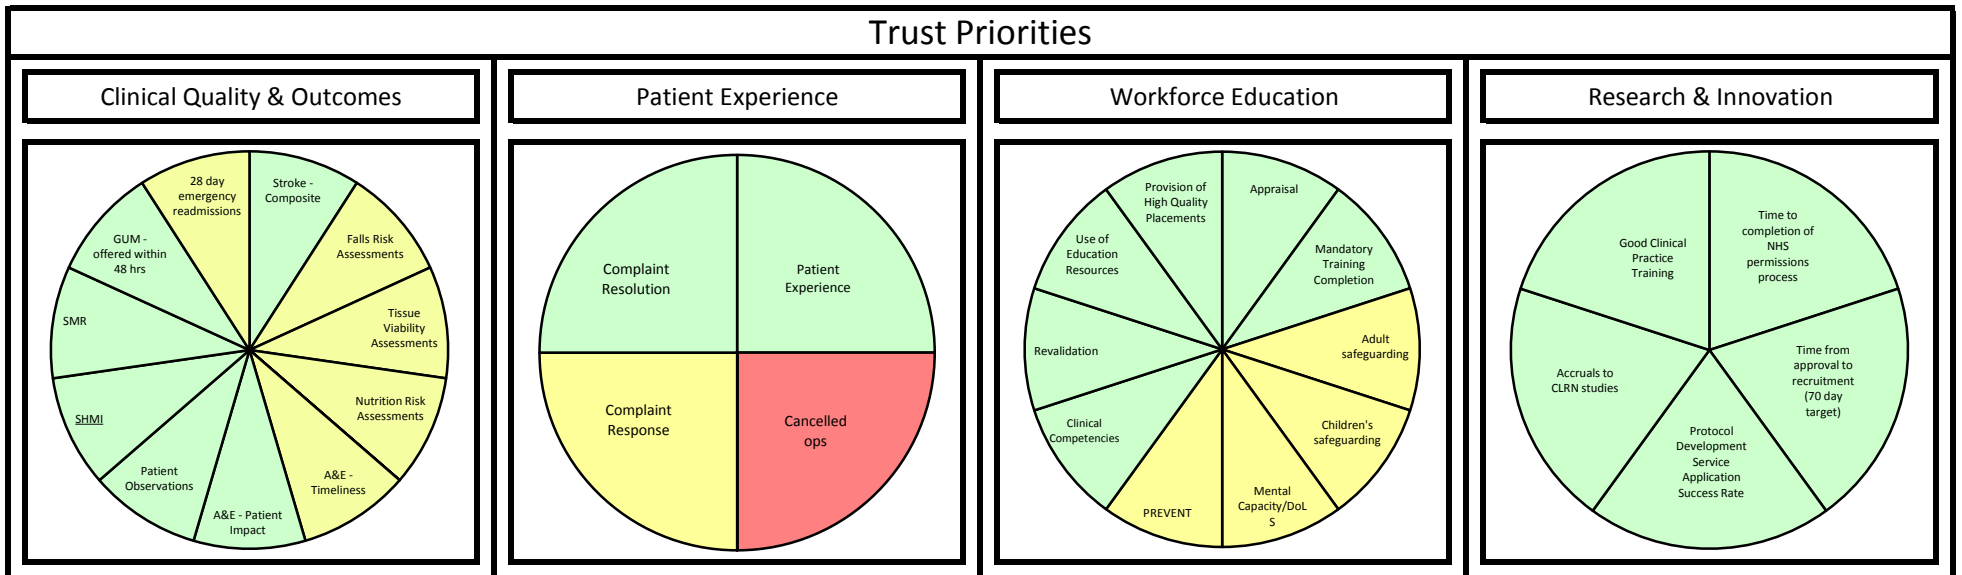 Trust Priorities
Clinical Quality & Outcomes
Patient Experience
Workforce Education
Research & Innovation
Stroke -
Composite
Falls Risk
Assessments
Tissue
Viability
Assessments
Nutrition Risk
Assessments
A&E -
Timeliness
A&E - Patient
Impact
Patient
Observations
SHMI
SMR
GUM -
offered within
48 hrs
28 day
emergency
readmissions
Patient
Experience
Cancelled
ops
Complaint
Response
Complaint
Resolution
Appraisal
Mandatory
Training
Completion
Adult
safeguarding
Children's
safeguarding
Mental
Capacity/DoL
S
PREVENT
Clinical
Competencies
Revalidation
Use of
Education
Resources
Provision of
High Quality
Placements
Time to
completion of
NHS
permissions
process
Time from
approval to
recruitment
(70 day
target)
Protocol
Development
Service
Application
Success Rate
Accruals to
CLRN studies
Good Clinical
Practice
Training